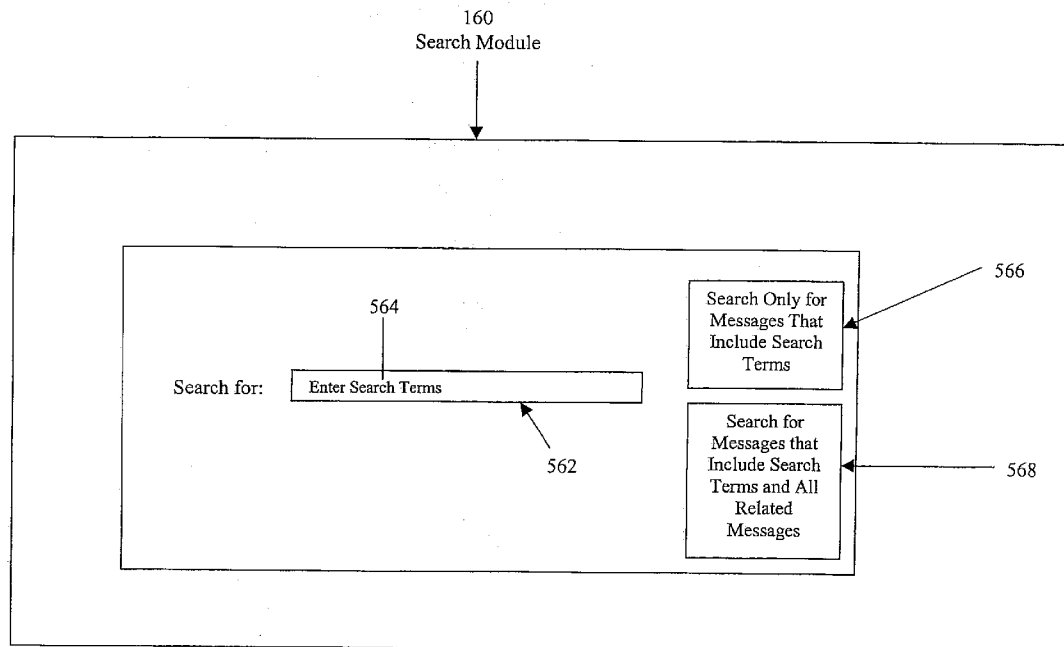 160
Search Module
566
Search Only for
Messages That
Include Search
Terms
564
Search for:
Enter Search Terms
562
Search for
Messages that
Include Search
Terms and All
Related
Messages
568